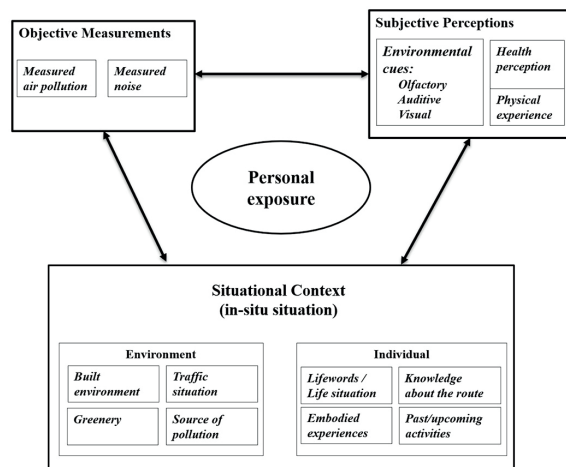 Objective Measurements
Measured
air pollution
Measured
noise
Subjective Perceptions
Environmental
cues:
Olfactory
Auditive
Visual
Health
perception
Physical
experience
Personal
exposure
Situational Context
(in-situ situation)
Environment
Built
environment
Traffic
situation
Greenery
Source of
pollution
Individual
Lifewords /
Life situation
Knowledge
about the route
Embodied
experiences
Past/upcoming
activities